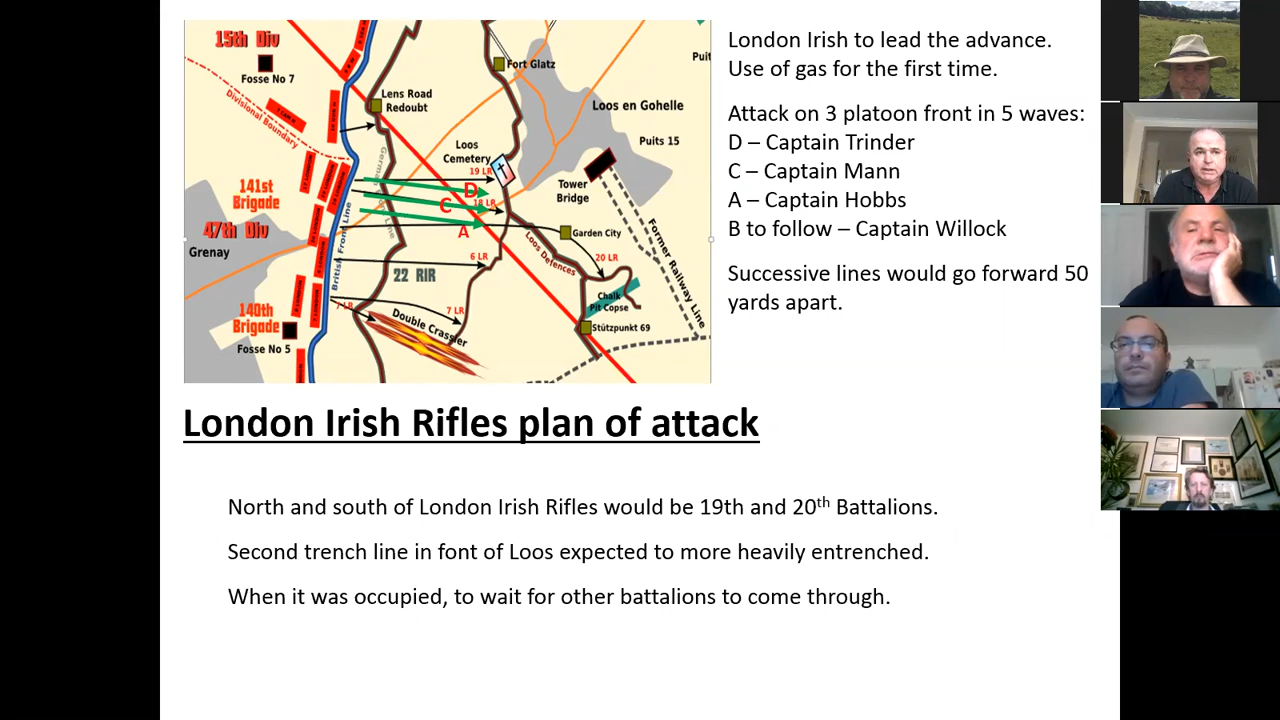 15th Div
Fosse No 7
Divisional Boundary
Lens Road
Redoubt
Fort Glatz
Puit
Loos en Gohelle
Puits 15
Loos
Cemetery
19 LR
D
18 LR
C
A
Tower
Bridge
141st
Brigade
47th Div
Grenay
British Front Line
Garden City
Loos Defences
20 LR
6 LR
22 RIR
Former Railway Line
Chalk
Pit Copse
140th
Brigade
Fosse No 5
7 LR
Double Crassier
Stützpunkt 69
London Irish to lead the advance.
Use of gas for the first time.
Attack on 3 platoon front in 5 waves:
D – Captain Trinder
C – Captain Mann
A – Captain Hobbs
B to follow – Captain Willock
Successive lines would go forward 50
yards apart.
London Irish Rifles plan of attack
North and south of London Irish Rifles would be 19th and 20th Battalions.
Second trench line in font of Loos expected to more heavily entrenched.
When it was occupied, to wait for other battalions to come through.